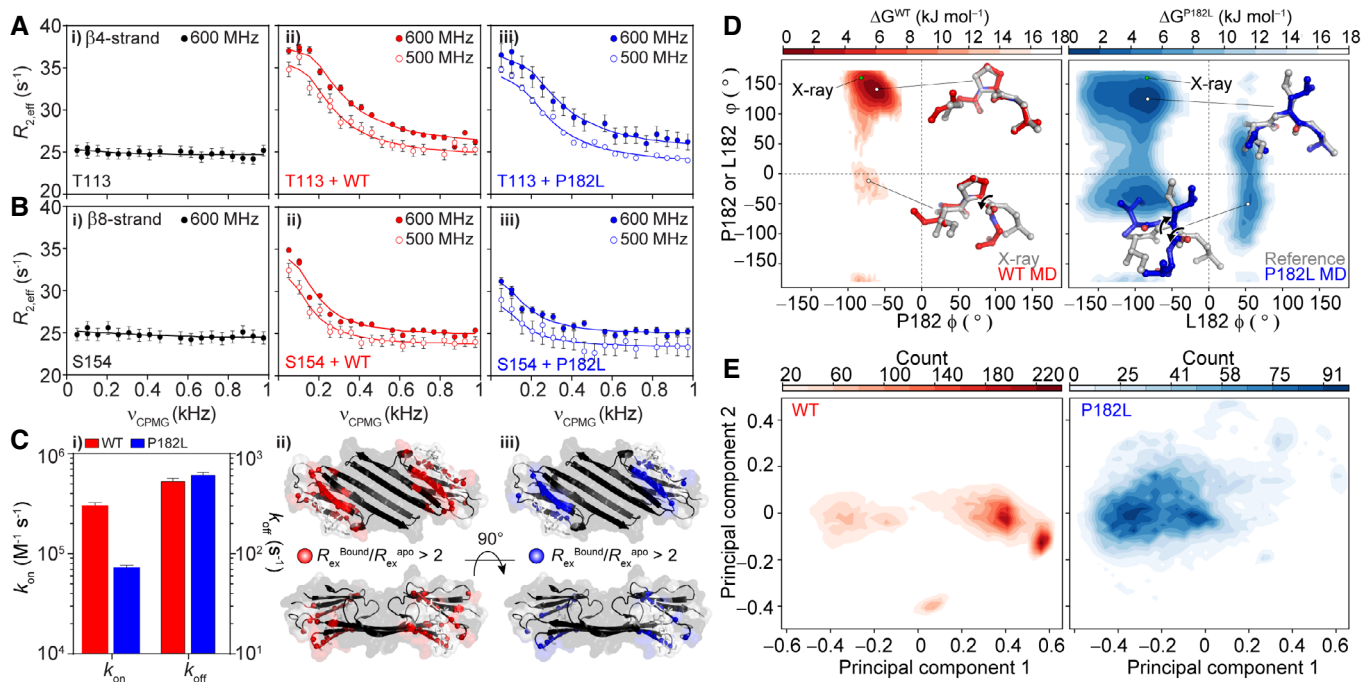 A
i) β4-strand
600 MHz
ii)
600 MHz
500 MHz
iii)
600 MHz
500 MHz
R2,eff (s⁻¹)
40
35
30
25
20
T113
T113 + WT
T113 + P182L
B
i) β8-strand
600 MHz
ii)
600 MHz
500 MHz
iii)
600 MHz
500 MHz
R2,eff (s⁻¹)
40
35
30
25
20
S154
S154 + WT
S154 + P182L
0 0.2 0.4 0.6 0.8 1
0.2 0.4 0.6 0.8 1
0.2 0.4 0.6 0.8 1
νCPMG (kHz)
νCPMG (kHz)
νCPMG (kHz)
C
i)
WT
P182L
kon (M⁻¹ s⁻¹)
10⁶
10⁵
10⁴
10³
10²
10¹
koff (s⁻¹)
kon
koff
ii)
iii)
RexBound/Rexapo > 2
90°
RexBound/Rexapo > 2
D
ΔGWT (kJ mol⁻¹)
0 2 4 6 8 10 12 14 16 18
ΔGP182L (kJ mol⁻¹)
0 2 4 6 8 10 12 14 16 18
P182 or L182 φ (°)
150
100
50
0
−50
−100
−150
X-ray
X-ray
WT MD
X-ray
Reference
P182L MD
−150 −100 −50 0 50 100 150
P182 ϕ (°)
−150 −100 −50 0 50 100 150
L182 ϕ (°)
E
Count
20 60 100 140 180 220
Count
0 25 41 58 75 91
WT
P182L
Principal component 2
0.4
0.2
0
−0.2
−0.4
−0.6 −0.4 −0.2 0 0.2 0.4 0.6
Principal component 1
−0.6 −0.4 −0.2 0 0.2 0.4 0.6
Principal component 1